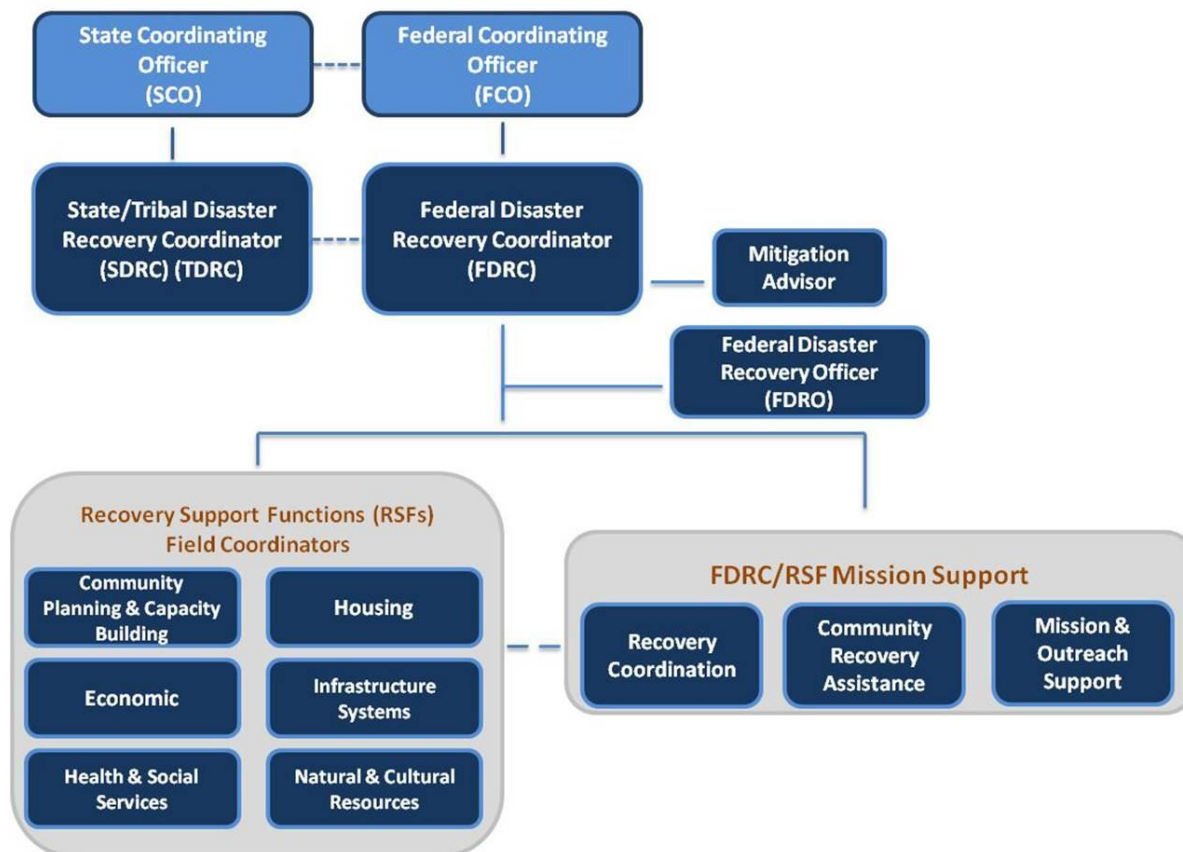 State Coordinating
Officer
(SCO)
Federal Coordinating
Officer
(FCO)
State/Tribal Disaster
Recovery Coordinator
(SDRC) (TDRC)
Federal Disaster
Recovery Coordinator
(FDRC)
Mitigation
Advisor
Federal Disaster
Recovery Officer
(FDRO)
Recovery Support Functions (RSFs)
Field Coordinators
Community
Planning & Capacity
Building
Housing
Economic
Infrastructure
Systems
Health & Social
Services
Natural & Cultural
Resources
FDRC/RSF Mission Support
Recovery
Coordination
Community
Recovery
Assistance
Mission &
Outreach
Support